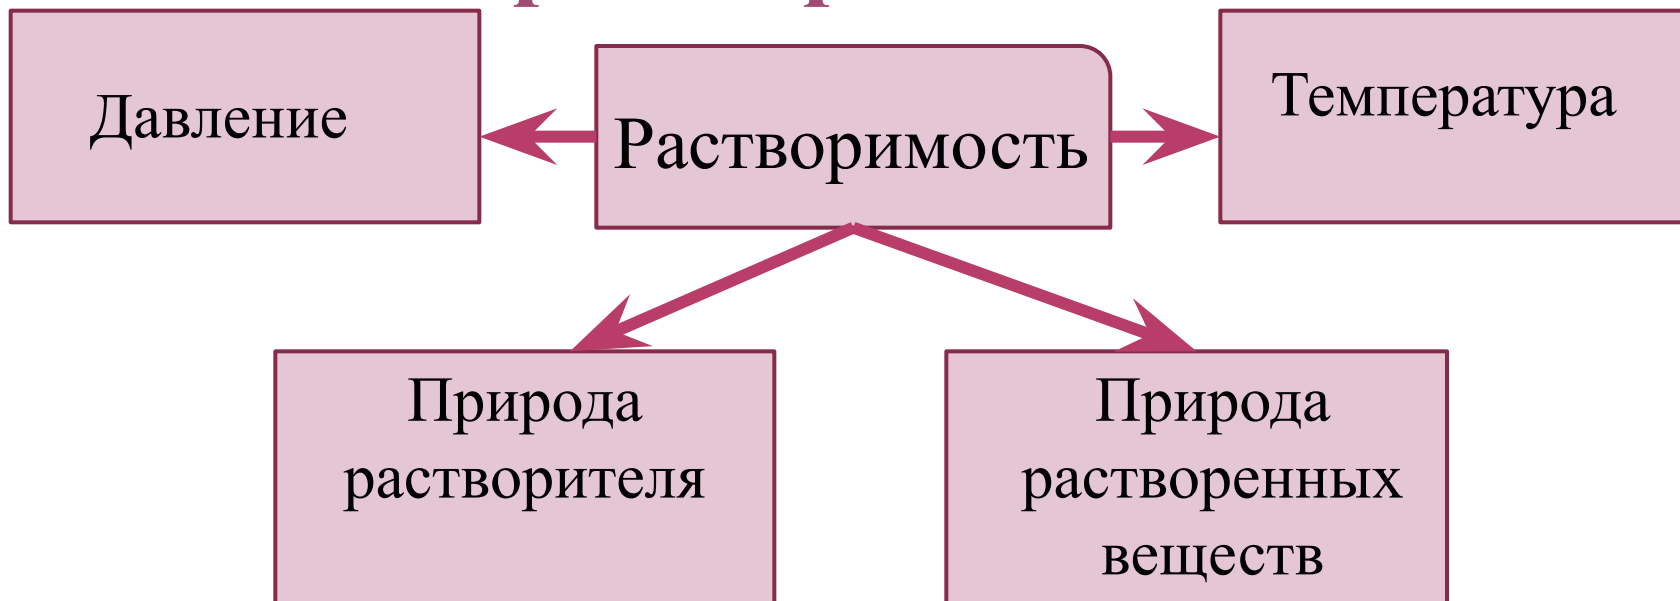 Давление
Растворимость
Температура
Природа
растворителя
Природа
растворенных
веществ